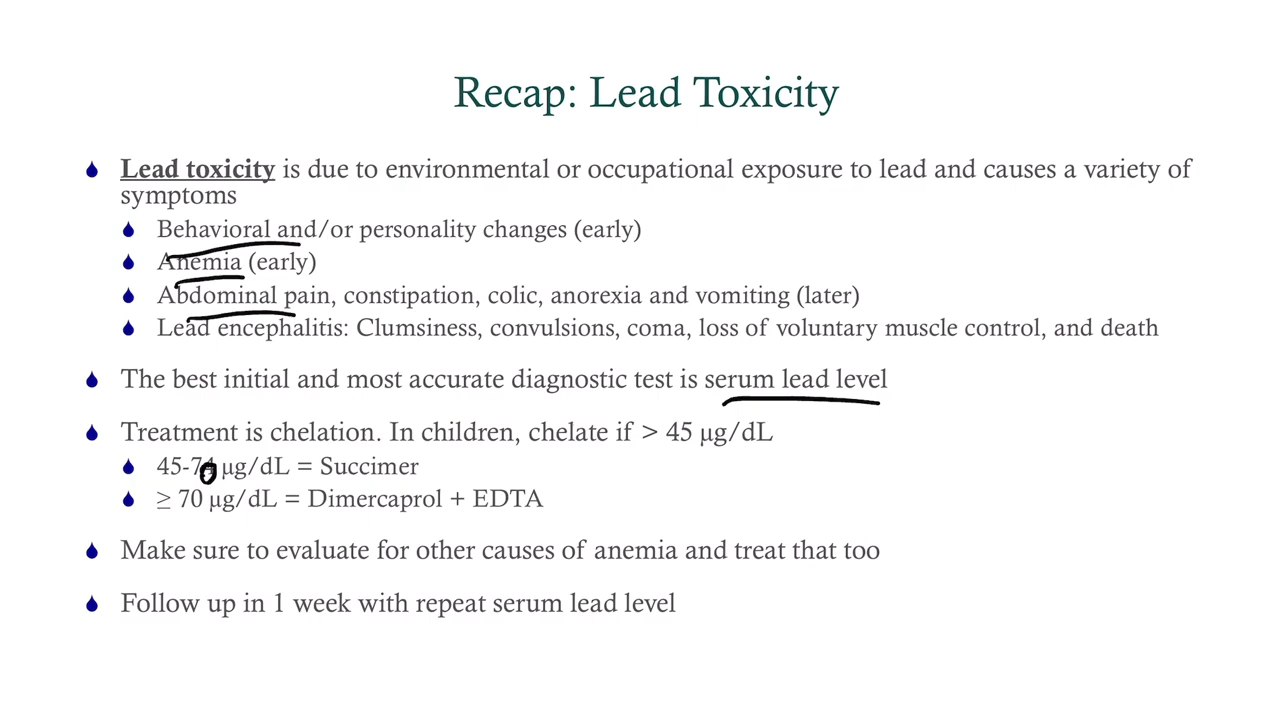 Recap: Lead Toxicity
Lead toxicity is due to environmental or occupational exposure to lead and causes a variety of
symptoms
Behavioral and/or personality changes (early)
Anemia (early)
Abdominal pain, constipation, colic, anorexia and vomiting (later)
Lead encephalitis: Clumsiness, convulsions, coma, loss of voluntary muscle control, and death
The best initial and most accurate diagnostic test is serum lead level
Treatment is chelation. In children, chelate if > 45 μg/dL
45-70 μg/dL = Succimer
≥ 70 μg/dL = Dimercaprol + EDTA
Make sure to evaluate for other causes of anemia and treat that too
Follow up in 1 week with repeat serum lead level